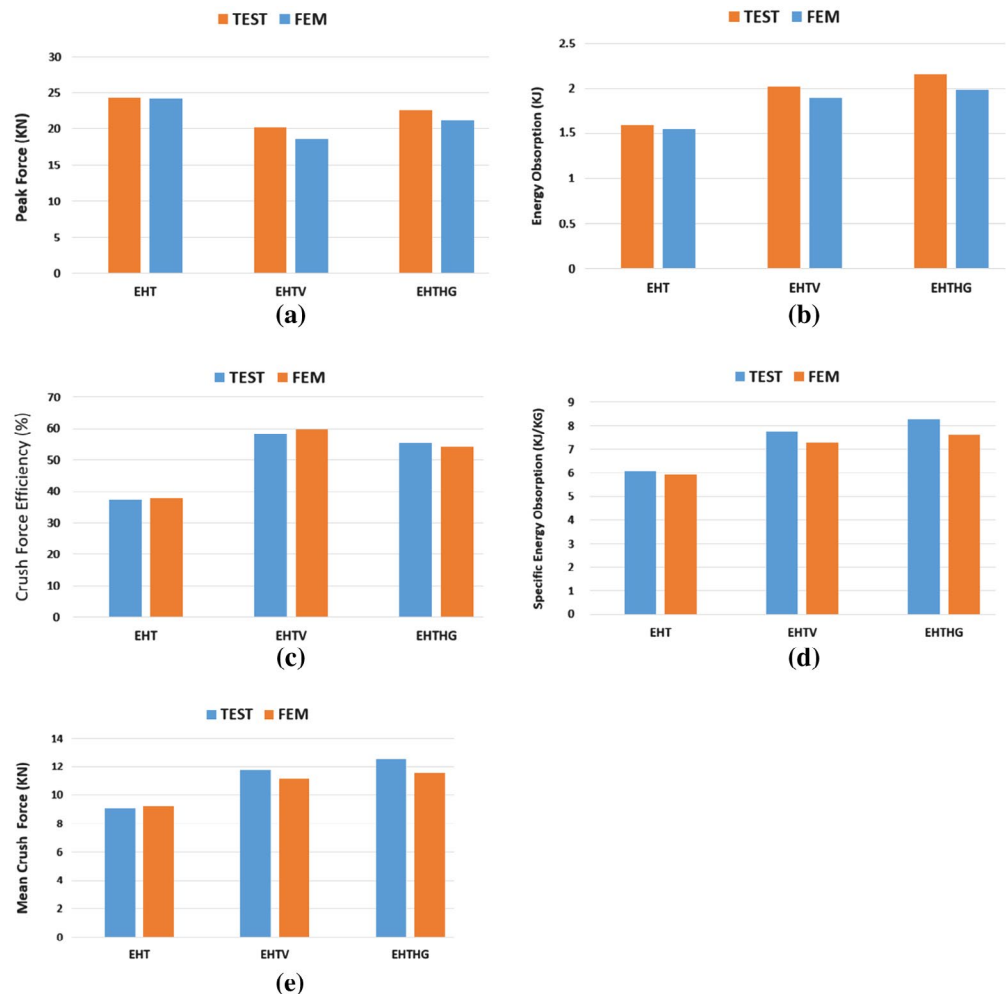 TEST FEM
Peak Force (KN)
30
25
20
15
10
5
0
EHT EHTV EHTHG
(a)
TEST FEM
Energy Obsorption (KJ)
2.5
2
1.5
1
0.5
0
EHT EHTV EHTHG
(b)
TEST FEM
Crush Force Efficiency (%)
70
60
50
40
30
20
10
0
EHT EHTV EHTHG
(c)
TEST FEM
Specific Energy Obsorption (KJ/KG)
9
8
7
6
5
4
3
2
1
0
EHT EHTV EHTHG
(d)
TEST FEM
Mean Crush Force (KN)
14
12
10
8
6
4
2
0
EHT EHTV EHTHG
(e)